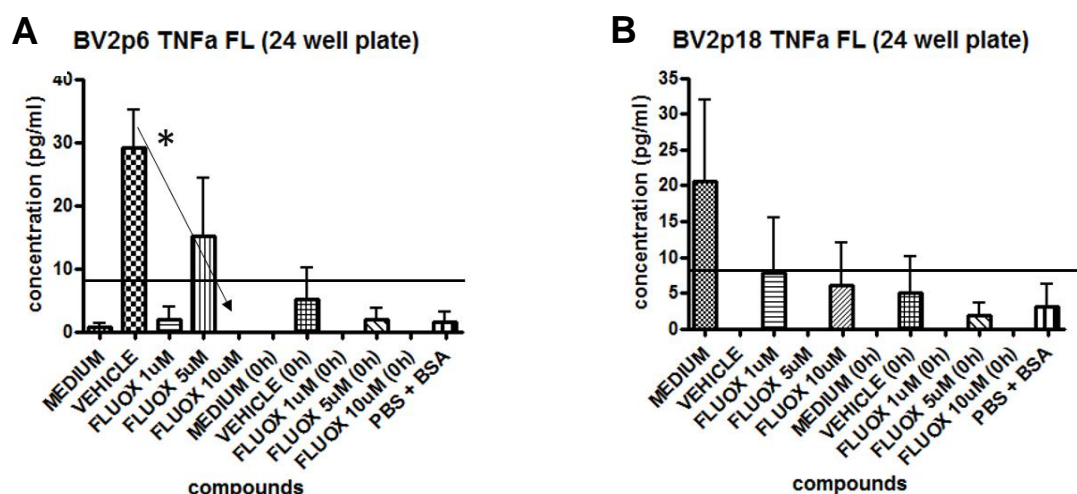 A
BV2p6 TNFa FL (24 well plate)
concentration (pg/ml)
40
30
20
10
0
*
MEDIUM
VEHICLE
FLUOX 1uM
FLUOX 5uM
FLUOX 10uM
MEDIUM (0h)
VEHICLE (0h)
FLUOX 1uM (0h)
FLUOX 5uM (0h)
FLUOX 10uM (0h)
PBS + BSA
compounds
B
BV2p18 TNFa FL (24 well plate)
concentration (pg/ml)
35
30
25
20
15
10
5
0
MEDIUM
VEHICLE
FLUOX 1uM
FLUOX 5uM
FLUOX 10uM
MEDIUM (0h)
VEHICLE (0h)
FLUOX 1uM (0h)
FLUOX 5uM (0h)
FLUOX 10uM (0h)
PBS + BSA
compounds